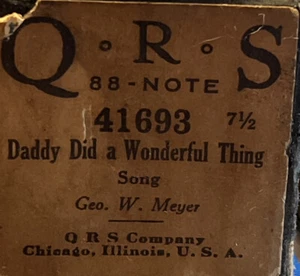 Q·R·S
88-NOTE
41693 7½
Daddy Did a Wonderful Thing
Song
Geo. W. Meyer
Q R S Company
Chicago, Illinois, U. S. A.